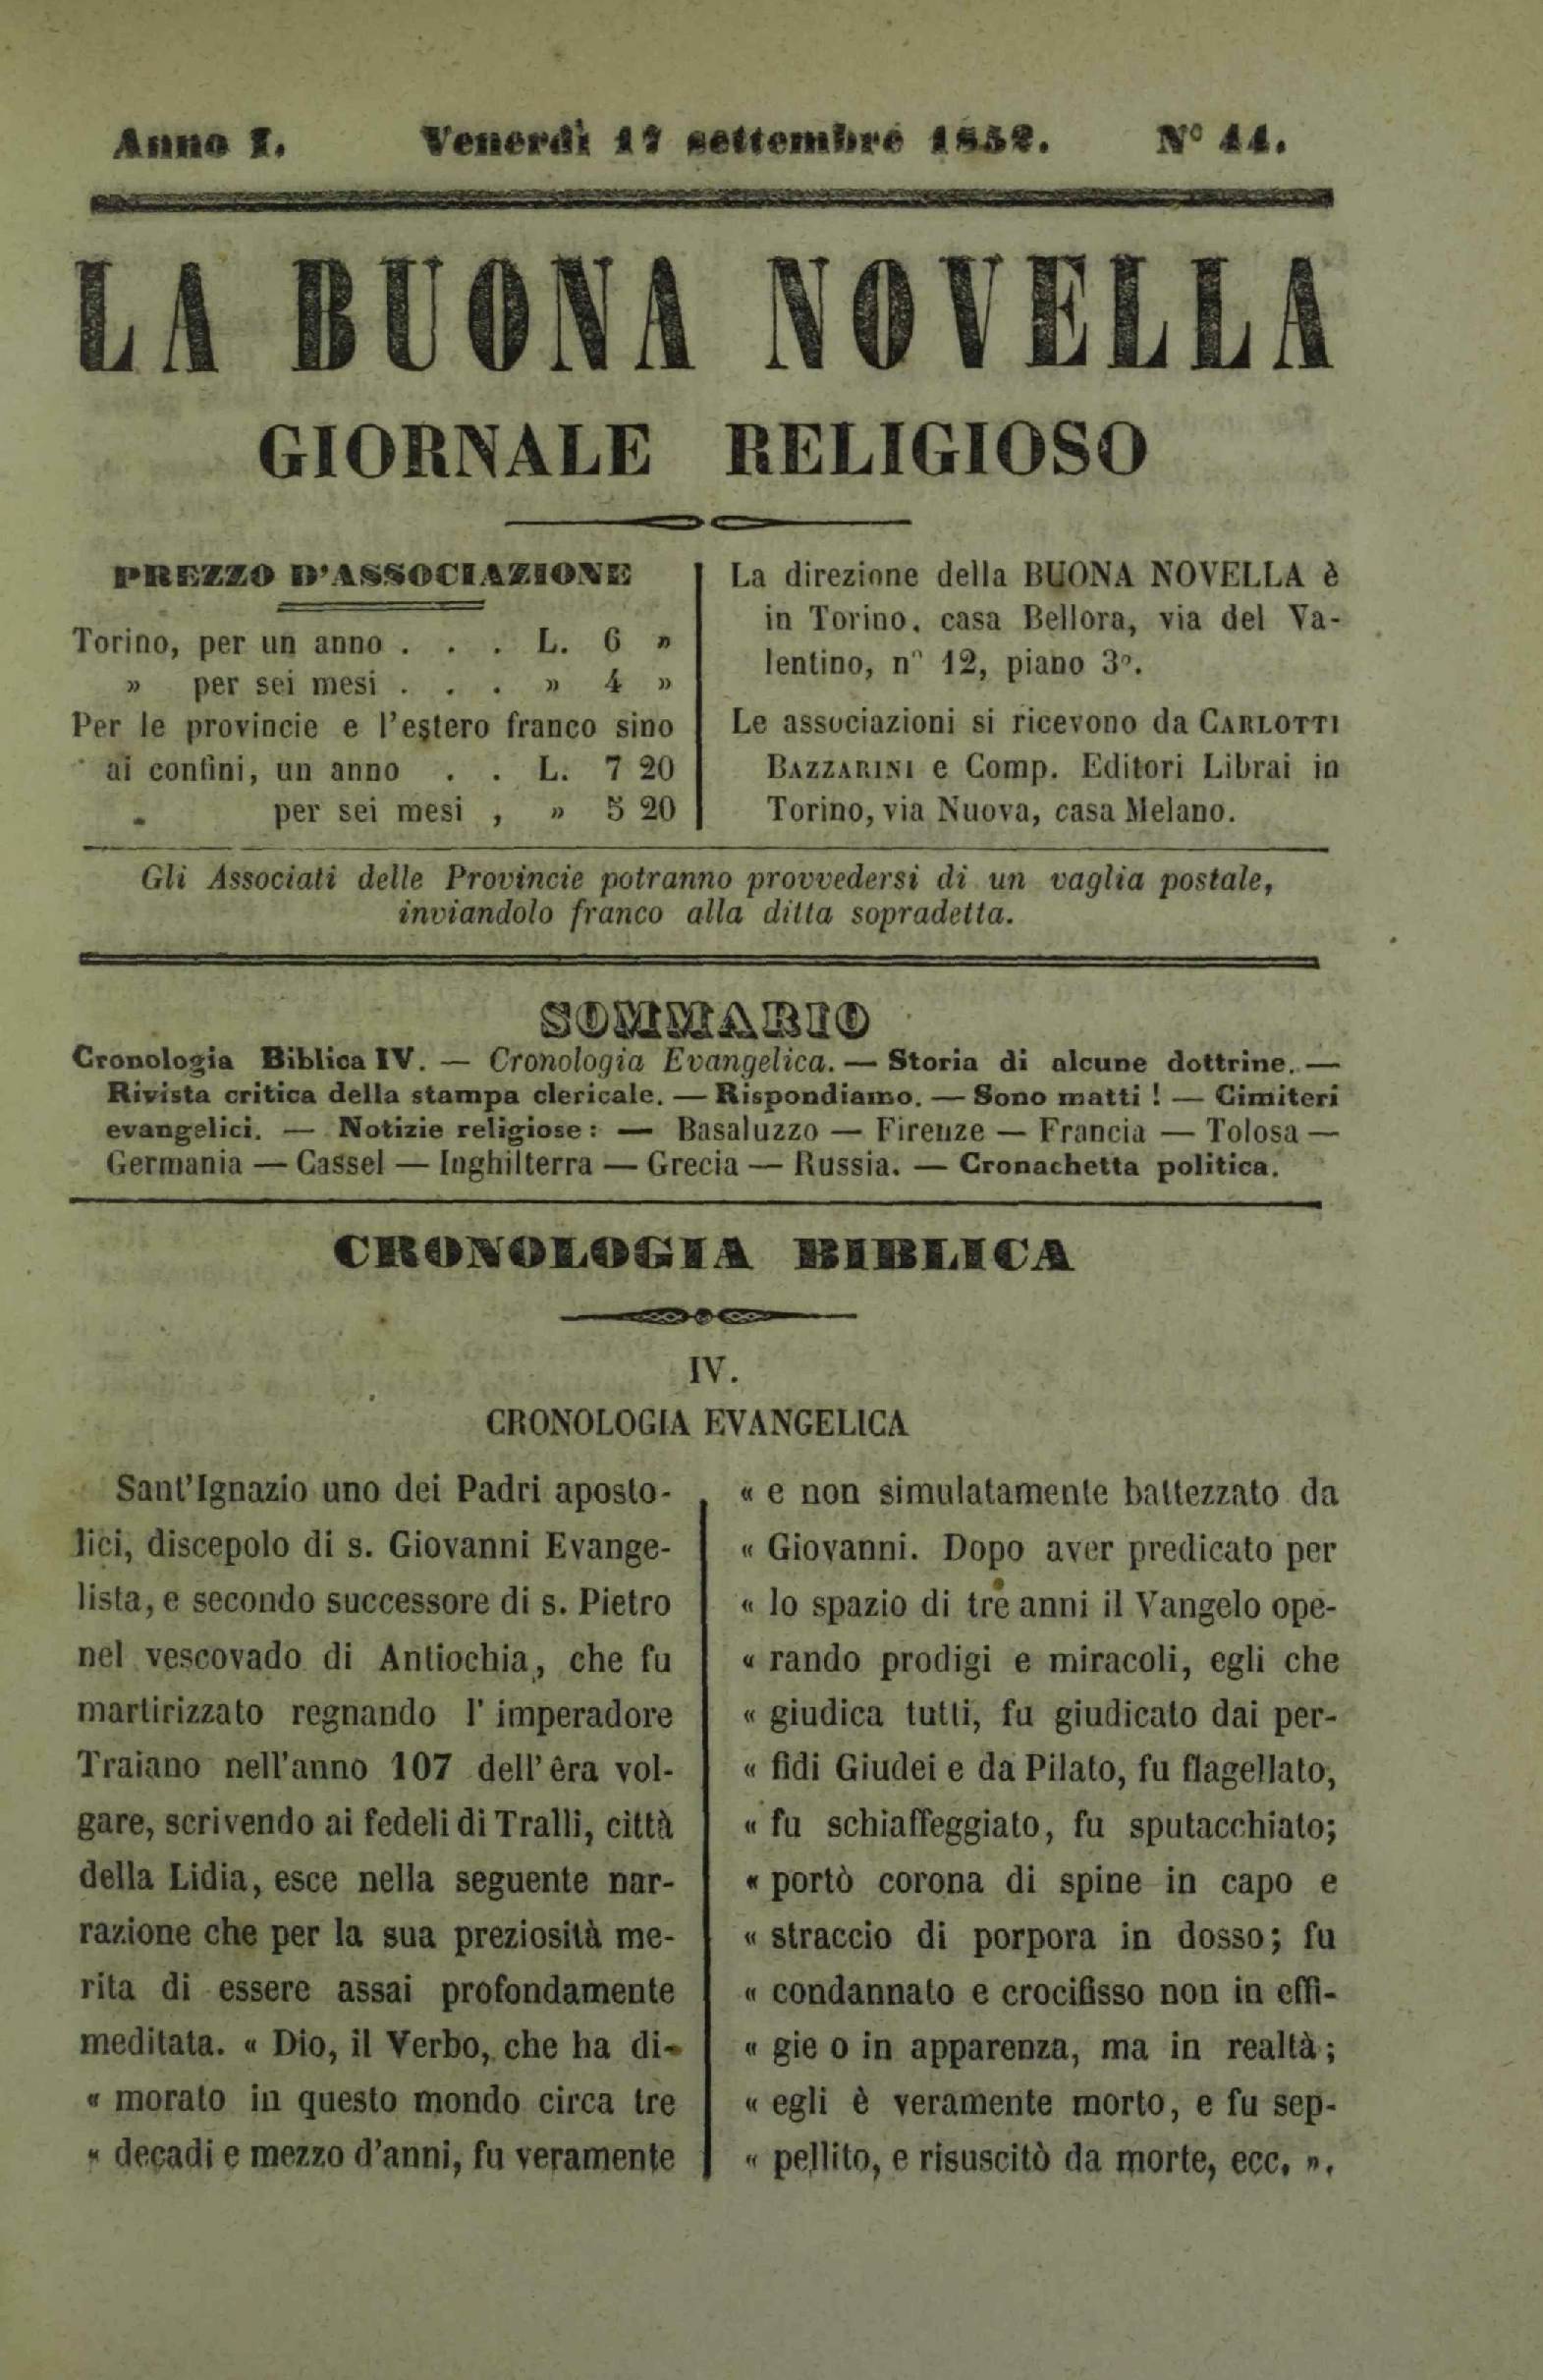 Anno I. Venerdì 17 settembre 1852. N° 44.
LA BUONA NOVELLA
GIORNALE RELIGIOSO
PREZZO D'ASSOCIAZIONE
Torino, per un anno . . . L. 6 »
» per sei mesi . . . » 4 »
Per le provincie e l'estero franco sino
ai confini, un anno . . L. 7 20
per sei mesi , » 5 20
La direzione della BUONA NOVELLA è
in Torino, casa Bellora, via del Va-
lentino, n° 12, piano 3°.
Le associazioni si ricevono da CARLOTTI
BAZZARINI e Comp. Editori Librai in
Torino, via Nuova, casa Melano.
Gli Associati delle Provincie potranno provvedersi di un vaglia postale,
inviandolo franco alla ditta sopradetta.
SOMMARIO
Cronologia Biblica IV. — Cronologia Evangelica. — Storia di alcune dottrine. —
Rivista critica della stampa clericale. — Rispondiamo. — Sono matti ! — Cimiteri
evangelici. — Notizie religiose : — Basaluzzo — Firenze — Francia — Tolosa —
Germania — Cassel — Inghilterra — Grecia — Russia. — Cronachetta politica.
CRONOLOGIA BIBLICA
IV.
CRONOLOGIA EVANGELICA
Sant'Ignazio uno dei Padri aposto-
lici, discepolo di s. Giovanni Evange-
lista, e secondo successore di s. Pietro
nel vescovado di Antiochia, che fu
martirizzato regnando l' imperadore
Traiano nell'anno 107 dell'êra vol-
gare, scrivendo ai fedeli di Tralli, città
della Lidia, esce nella seguente nar-
razione che per la sua preziosità me-
rita di essere assai profondamente
meditata. « Dio, il Verbo, che ha di-
« morato in questo mondo circa tre
« decadi e mezzo d'anni, fu veramente
« e non simulatamente battezzato da
« Giovanni. Dopo aver predicato per
« lo spazio di tre anni il Vangelo ope-
« rando prodigi e miracoli, egli che
« giudica tutti, fu giudicato dai per-
« fidi Giudei e da Pilato, fu flagellato,
« fu schiaffeggiato, fu sputacchiato;
« portò corona di spine in capo e
« straccio di porpora in dosso; fu
« condannato e crocifisso non in effi-
« gie o in apparenza, ma in realtà;
« egli è veramente morto, e fu sep-
« pellito, e risuscitò da morte, ecc. ».